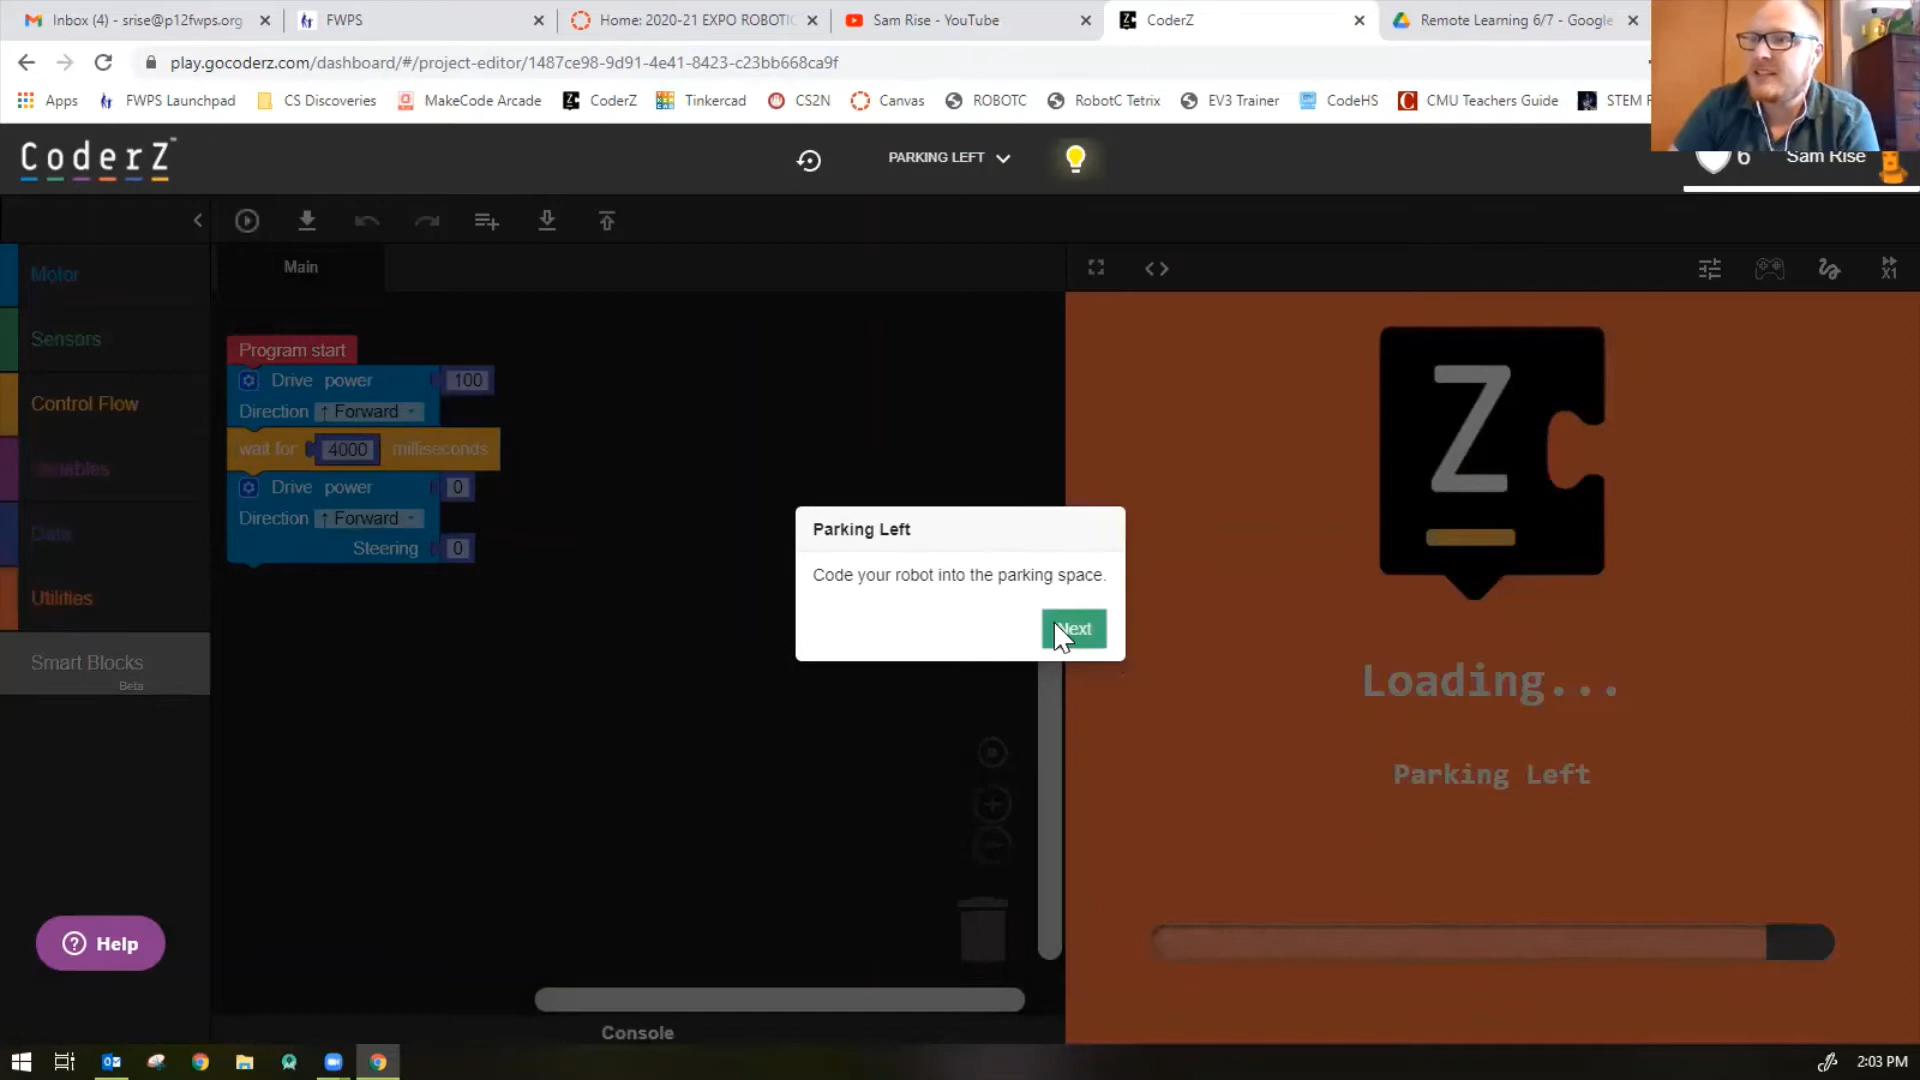 Inbox (4) - srise@p12fwps.org
FWPS
Home: 2020-21 EXPO ROBOTIC
Sam Rise - YouTube
CoderZ
Remote Learning 6/7 - Google
play.gocoderz.com/dashboard/#/project-editor/1487ce98-9d91-4e41-8423-c23bb668ca9f
Apps
FWPS Launchpad
CS Discoveries
MakeCode Arcade
CoderZ
Tinkercad
CS2N
Canvas
ROBOTC
RobotC Tetrix
EV3 Trainer
CodeHS
CMU Teachers Guide
STEM
CoderZ™
PARKING LEFT
6
Sam Rise
Main
X1
Motor
Sensors
Control Flow
Variables
Data
Utilities
Smart Blocks
Beta
Program start
Drive power 100
Direction ↑ Forward
wait for 4000 milliseconds
Drive power 0
Direction ↑ Forward
Steering 0
Parking Left
Code your robot into the parking space.
Next
Z
Loading...
Parking Left
Help
Console
2:03 PM